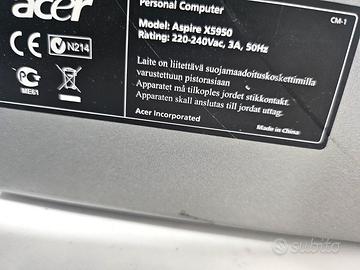 acer
Personal Computer
CM-1
Model: Aspire X5950
Rating: 220-240Vac, 3A, 50Hz
N214
ME61
Laite on liitettävä suojamaadoituskoskettimilla
varustettuun pistorasiaan
Apparatet må tilkoples jordet stikkontakt.
Apparaten skall anslutas till jordat uttag.
Acer Incorporated
Made in China
subito